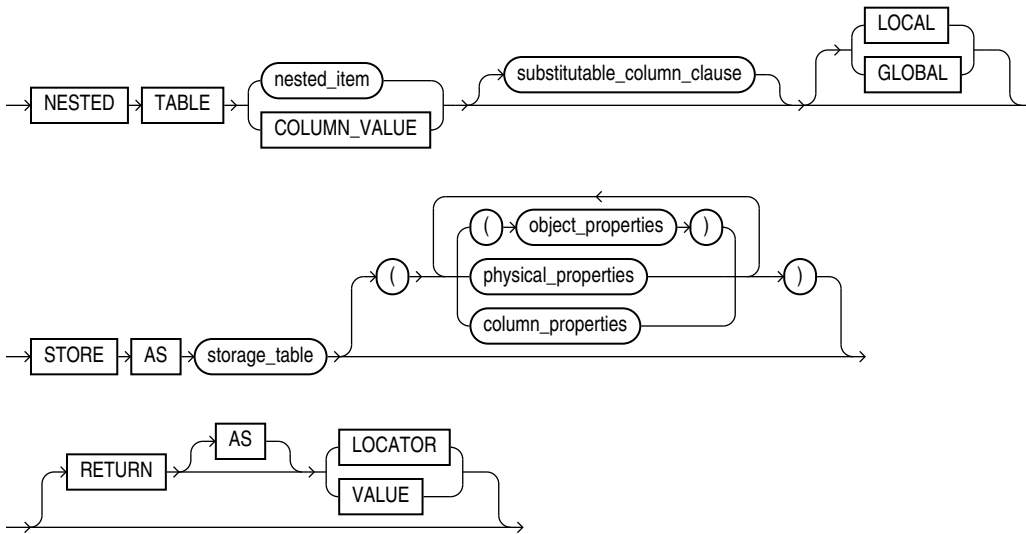 LOCAL
nested_item substitutable_column_clause GLOBAL
NESTED TABLE
COLUMN_VALUE
( object_properties )
( physical_properties )
column_properties
STORE AS storage_table
AS LOCATOR
RETURN
VALUE